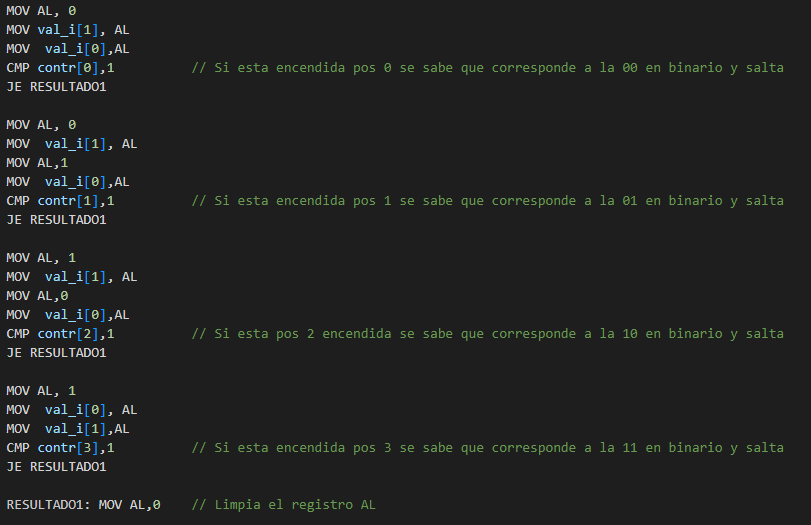 MOV AL, 0
MOV val_i[1], AL
MOV  val_i[0],AL
CMP contr[0],1          // Si esta encendida pos 0 se sabe que corresponde a la 00 en binario y salta
JE RESULTADO1

MOV AL, 0
MOV  val_i[1], AL
MOV AL,1
MOV  val_i[0],AL
CMP contr[1],1          // Si esta encendida pos 1 se sabe que corresponde a la 01 en binario y salta
JE RESULTADO1

MOV AL, 1
MOV  val_i[1], AL
MOV AL,0
MOV  val_i[0],AL
CMP contr[2],1          // Si esta pos 2 encendida se sabe que corresponde a la 10 en binario y salta
JE RESULTADO1

MOV AL, 1
MOV  val_i[0], AL
MOV  val_i[1],AL
CMP contr[3],1          // Si esta encendida pos 3 se sabe que corresponde a la 11 en binario y salta
JE RESULTADO1

RESULTADO1: MOV AL,0    // Limpia el registro AL